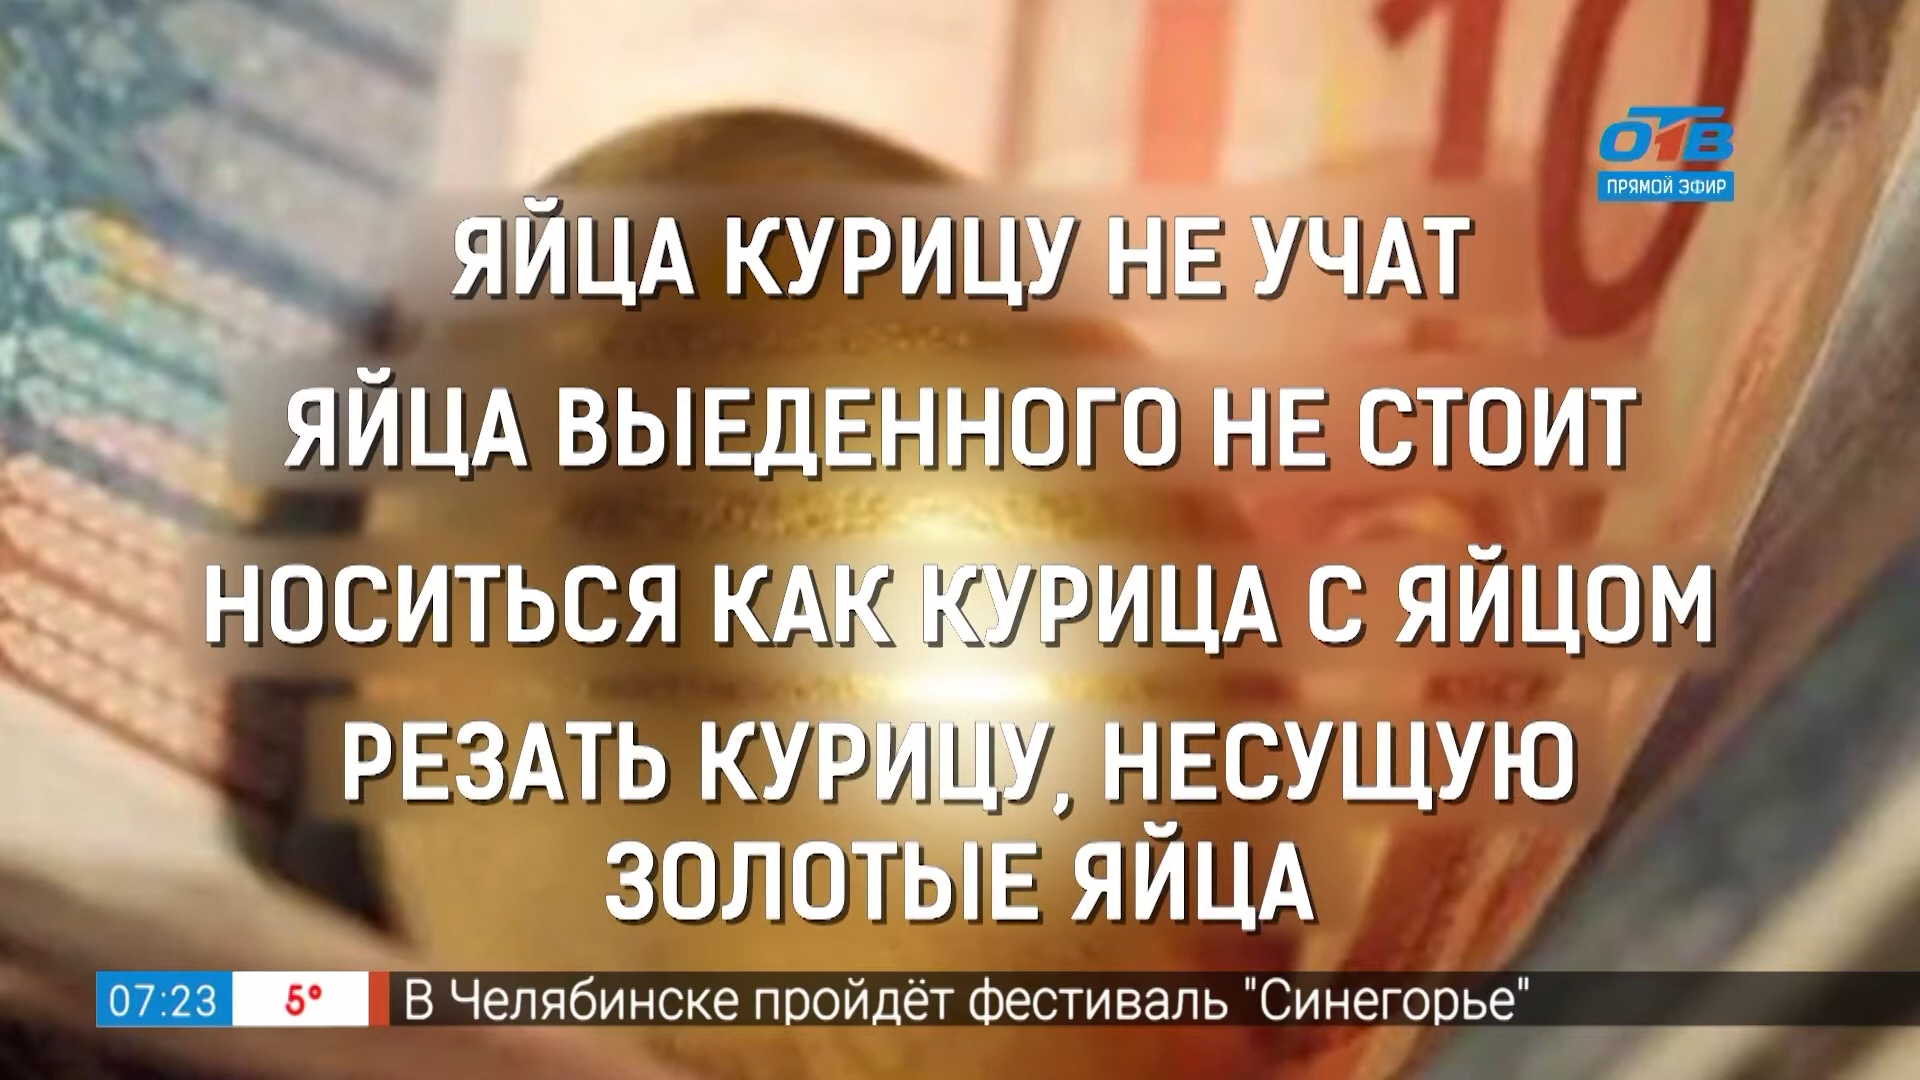 ОТВ
ПРЯМОЙ ЭФИР
ЯЙЦА КУРИЦУ НЕ УЧАТ
ЯЙЦА ВЫЕДЕННОГО НЕ СТОИТ
НОСИТЬСЯ КАК КУРИЦА С ЯЙЦОМ
РЕЗАТЬ КУРИЦУ, НЕСУЩУЮ
ЗОЛОТЫЕ ЯЙЦА
07:23 5° В Челябинске пройдёт фестиваль "Синегорье"
10